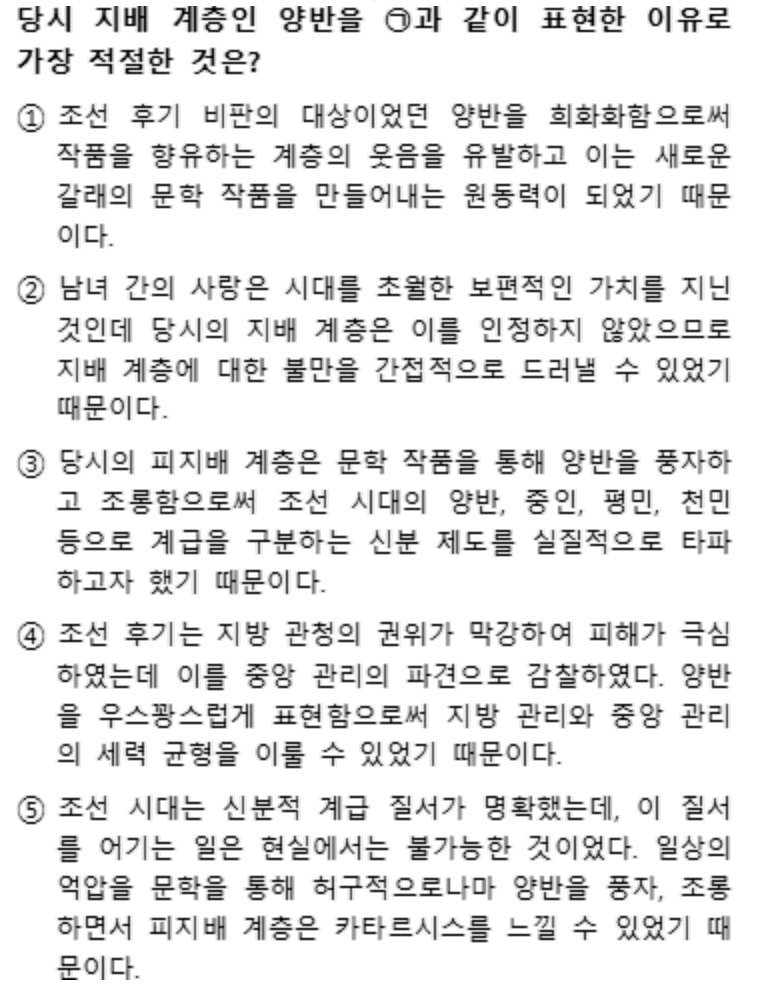 당시 지배 계층인 양반을 ㉠과 같이 표현한 이유로
가장 적절한 것은?
① 조선 후기 비판의 대상이었던 양반을 희화화함으로써
작품을 향유하는 계층의 웃음을 유발하고 이는 새로운
갈래의 문학 작품을 만들어내는 원동력이 되었기 때문
이다.
② 남녀 간의 사랑은 시대를 초월한 보편적인 가치를 지닌
것인데 당시의 지배 계층은 이를 인정하지 않았으므로
지배 계층에 대한 불만을 간접적으로 드러낼 수 있었기
때문이다.
③ 당시의 피지배 계층은 문학 작품을 통해 양반을 풍자하
고 조롱함으로써 조선 시대의 양반, 중인, 평민, 천민
등으로 계급을 구분하는 신분 제도를 실질적으로 타파
하고자 했기 때문이다.
④ 조선 후기는 지방 관청의 권위가 막강하여 피해가 극심
하였는데 이를 중앙 관리의 파견으로 감찰하였다. 양반
을 우스꽝스럽게 표현함으로써 지방 관리와 중앙 관리
의 세력 균형을 이룰 수 있었기 때문이다.
⑤ 조선 시대는 신분적 계급 질서가 명확했는데, 이 질서
를 어기는 일은 현실에서는 불가능한 것이었다. 일상의
억압을 문학을 통해 허구적으로나마 양반을 풍자, 조롱
하면서 피지배 계층은 카타르시스를 느낄 수 있었기 때
문이다.